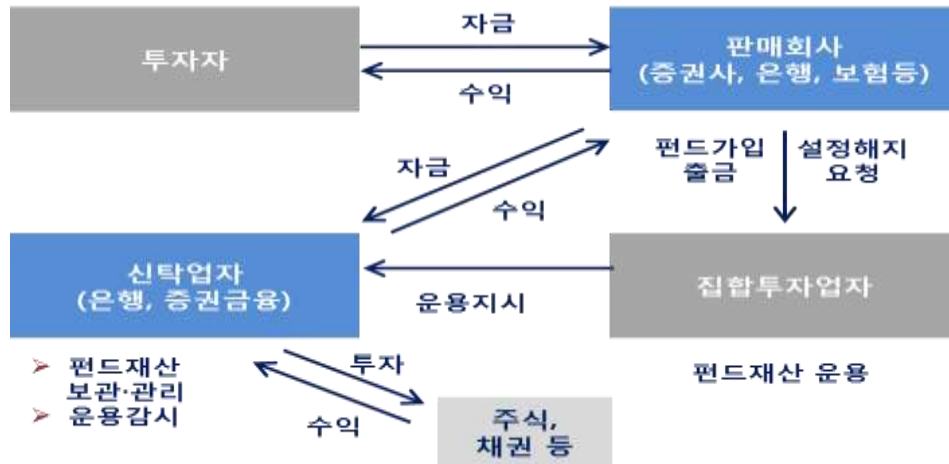 자금
투자자
판매회사
(증권사, 은행, 보험등)
수익
자금
수익
펀드가입
출금
설정해지
요청
신탁업자
(은행, 증권금융)
운용지시
집합투자업자
펀드재산
보관·관리
운용감시
투자
수익
주식,
채권 등
펀드재산 운용